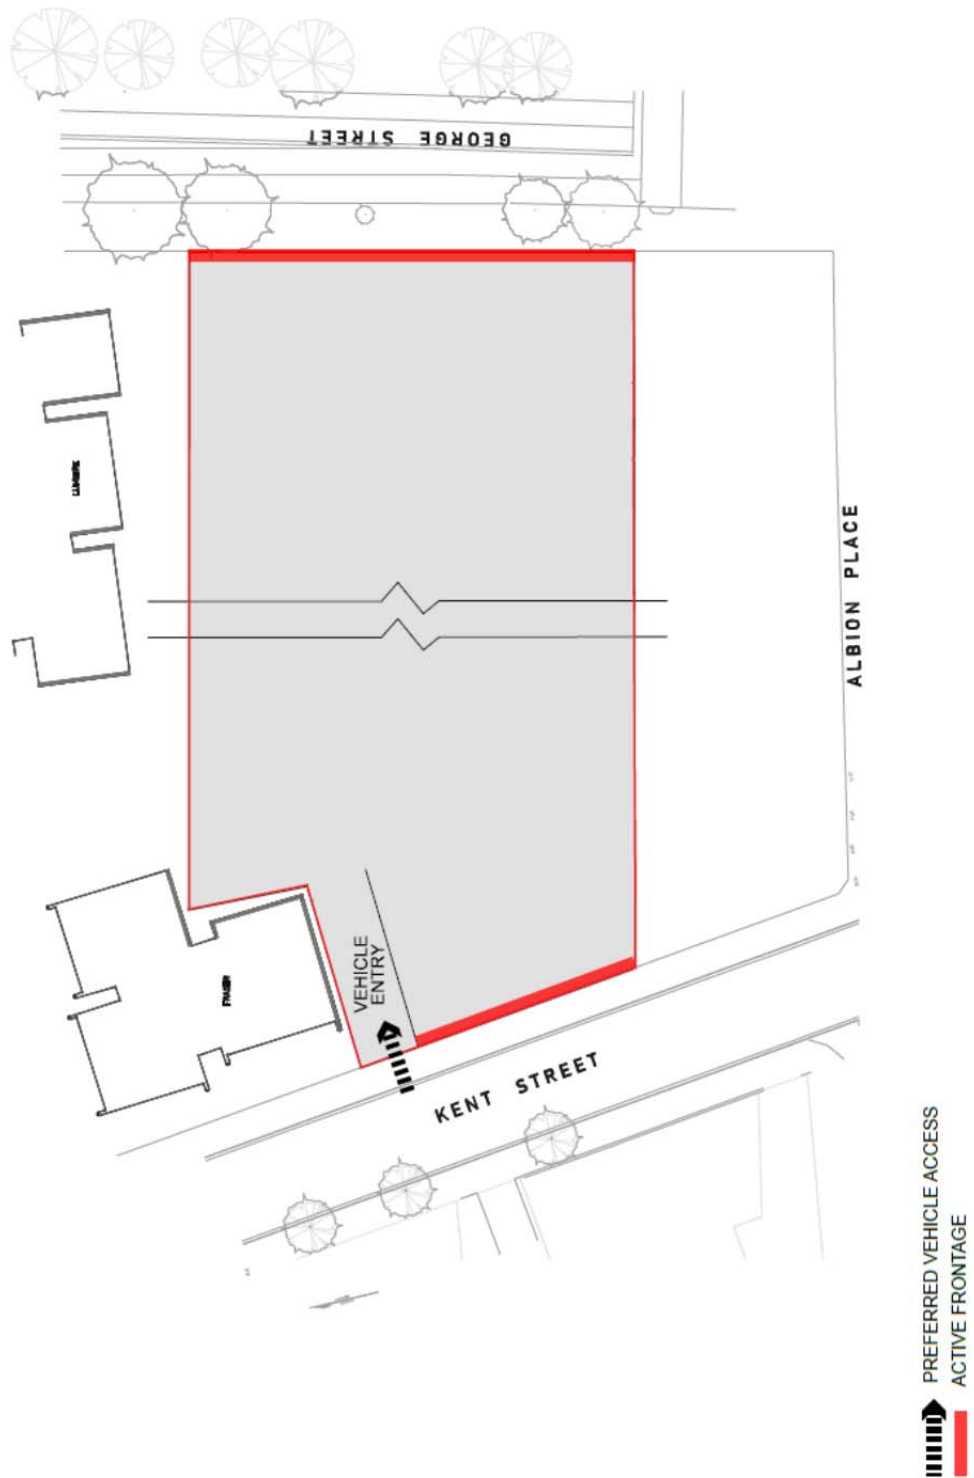 GEORGE STREET
ALBION PLACE
VEHICLE
ENTRY
KENT STREET
PREFERRED VEHICLE ACCESS
ACTIVE FRONTAGE